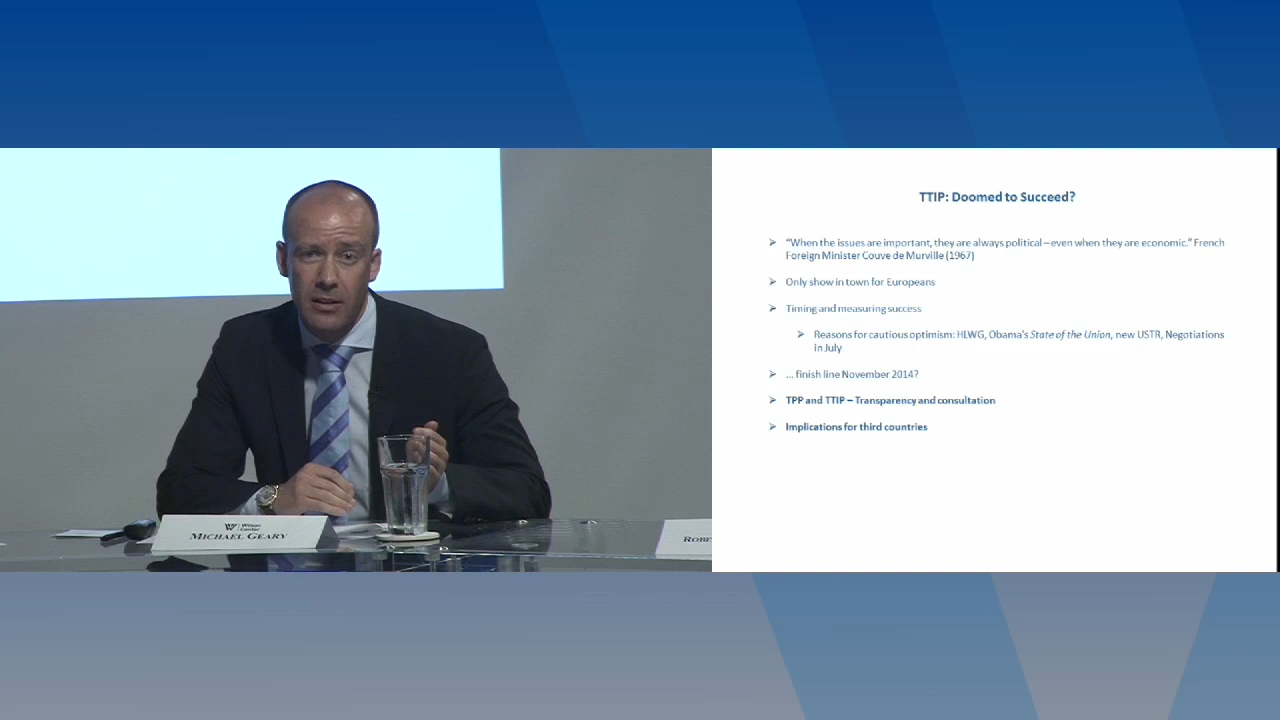 TTIP: Doomed to Succeed?
“When the issues are important, they are always political – even when they are economic.” French
Foreign Minister Couve de Murville (1967)
Only show in town for Europeans
Timing and measuring success
Reasons for cautious optimism: HLWG, Obama’s State of the Union, new USTR, Negotiations
in July
... finish line November 2014?
TPP and TTIP – Transparency and consultation
Implications for third countries
Wilson
Center
MICHAEL GEARY
ROBE